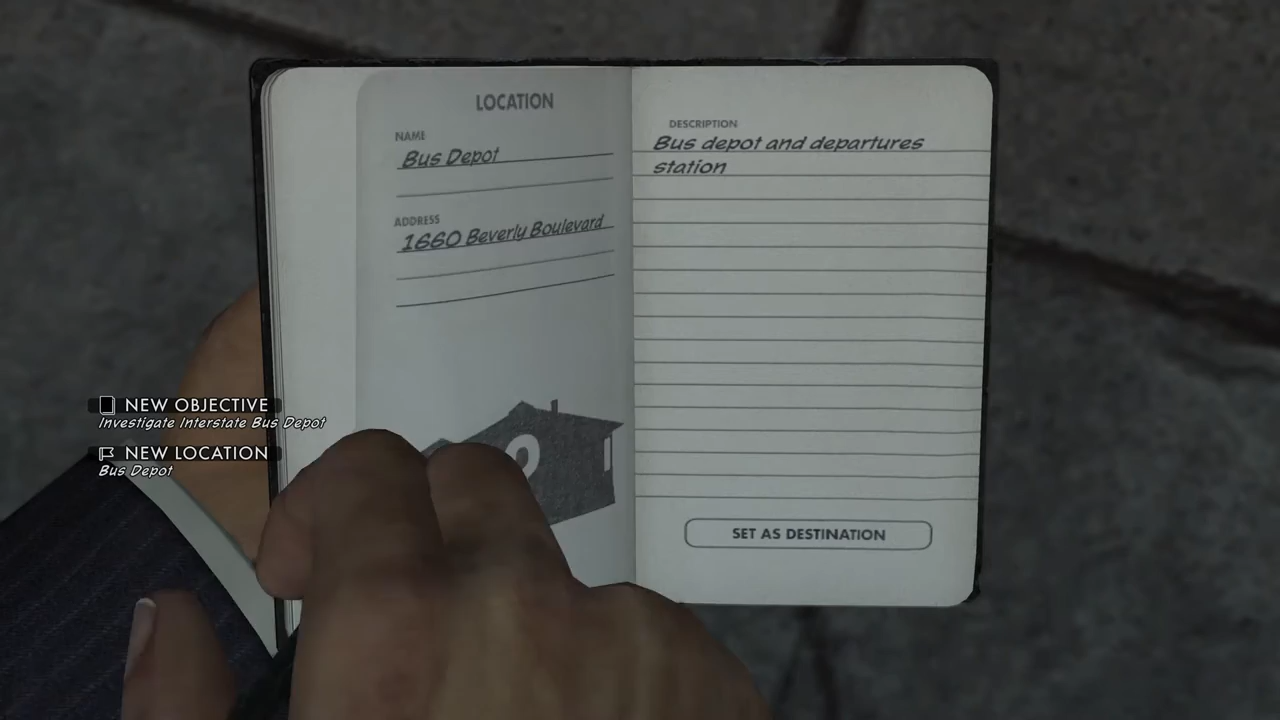 LOCATION
NAME
Bus Depot
ADDRESS
1660 Beverly Boulevard
DESCRIPTION
Bus depot and departures
station
SET AS DESTINATION
NEW OBJECTIVE
Investigate Interstate Bus Depot
NEW LOCATION
Bus Depot